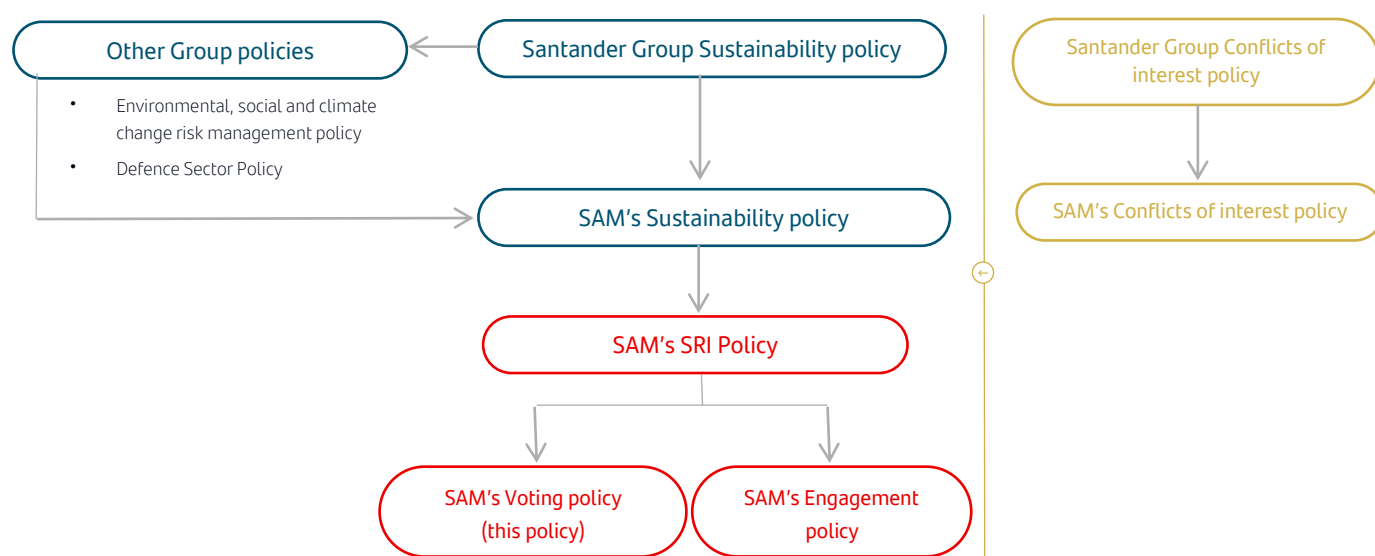 Other Group policies
Santander Group Sustainability policy
Santander Group Conflicts of
interest policy
• Environmental, social and climate
change risk management policy
• Defence Sector Policy
SAM’s Sustainability policy
SAM’s Conflicts of interest policy
←
SAM’s SRI Policy
SAM’s Voting policy
(this policy)
SAM’s Engagement
policy